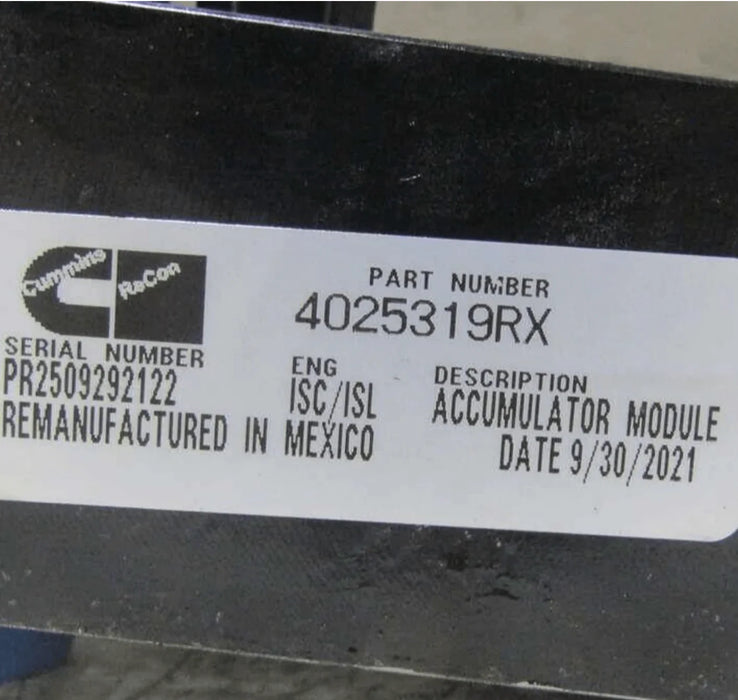 Cummins ReCon
PART NUMBER
4025319RX
SERIAL NUMBER
PR2509292122
REMANUFACTURED IN MEXICO
ENG
ISC/ISL
DESCRIPTION
ACCUMULATOR MODULE
DATE 9/30/2021